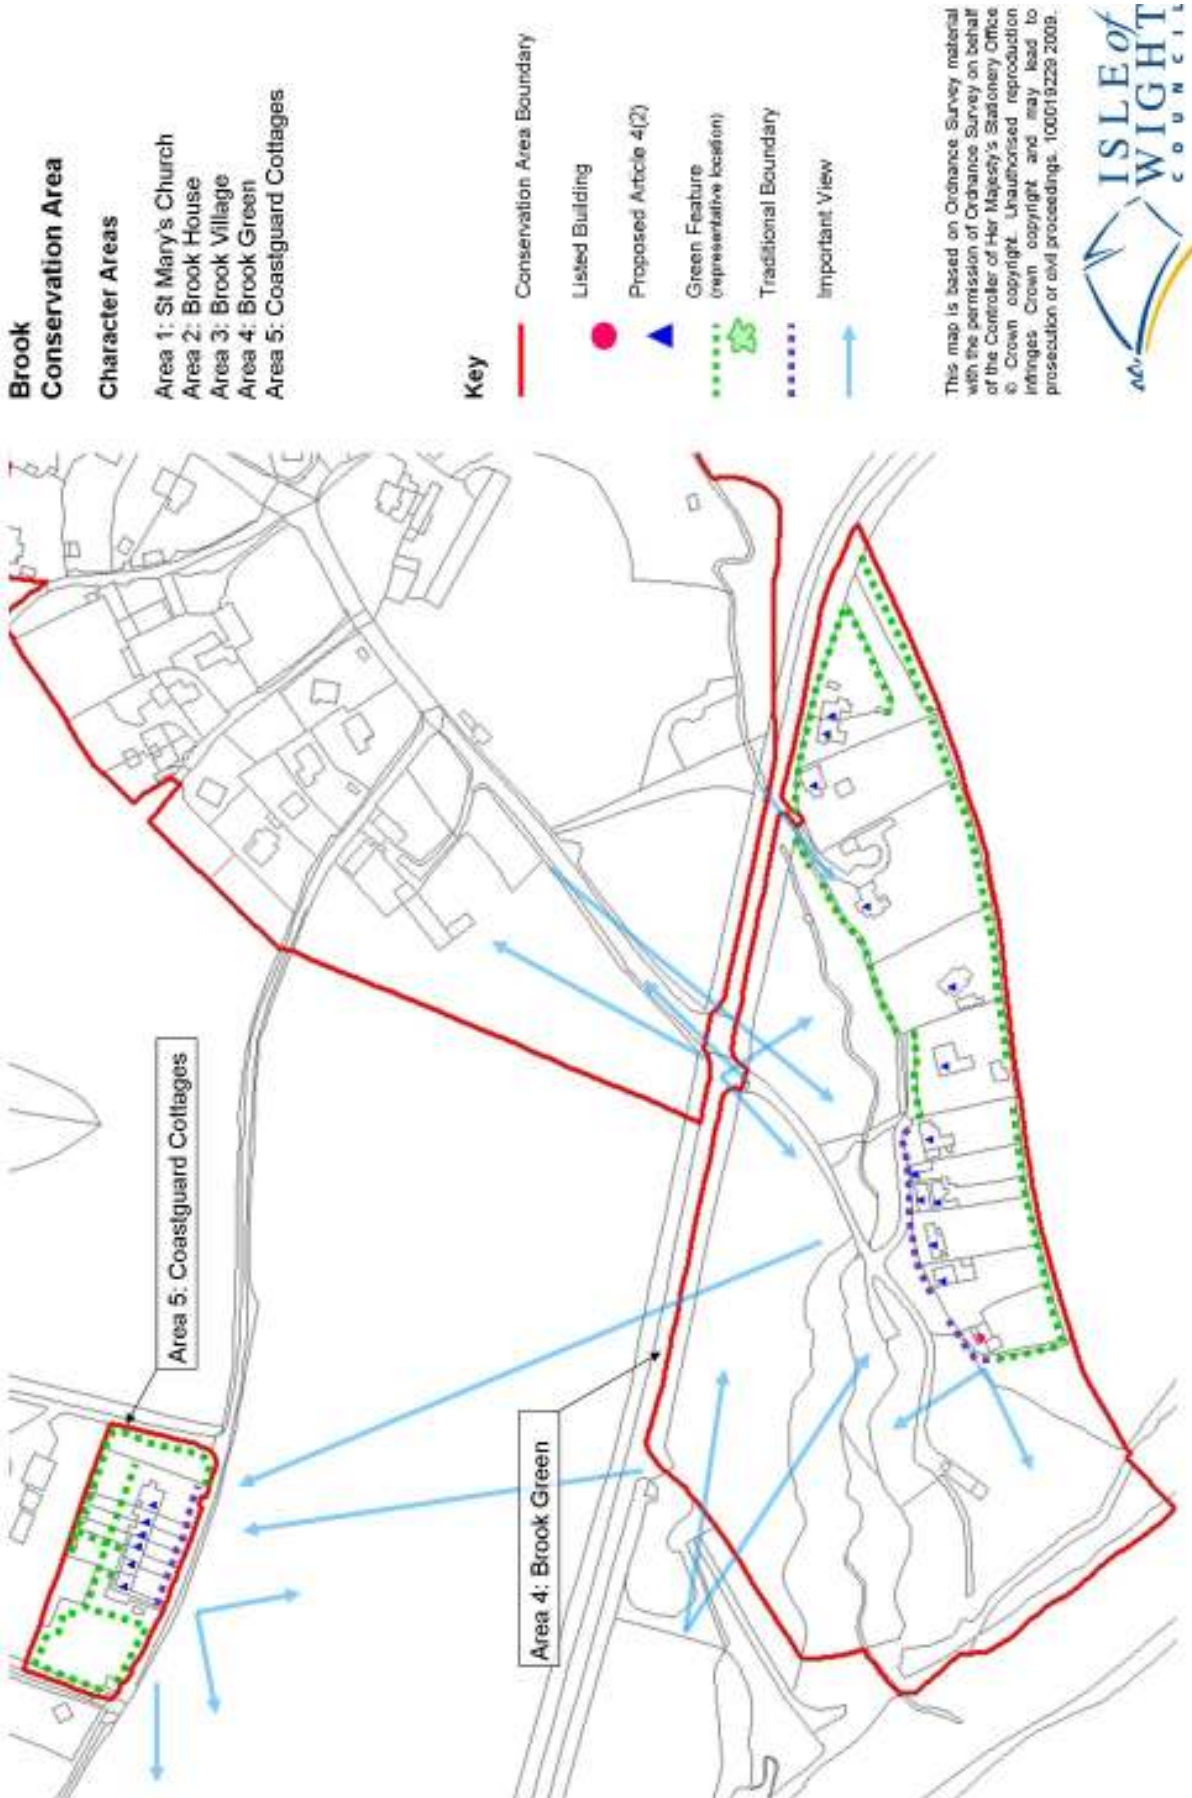 Brook
Conservation Area
Character Areas
Area 1: St Mary's Church
Area 2: Brook House
Area 3: Brook Village
Area 4: Brook Green
Area 5: Coastguard Cottages
Key
Conservation Area Boundary
Listed Building
Proposed Article 4(2)
Green Feature
(representative location)
Traditional Boundary
Important View
This map is based on Ordnance Survey material
with the permission of Ordnance Survey on behalf
of the Controller of Her Majesty's Stationery Office
© Crown copyright. Unauthorised reproduction
infringes Crown copyright and may lead to
prosecution or civil proceedings. 100019229 2009.
ISLE of
WIGHT
COUNCIL
Area 5: Coastguard Cottages
Area 4: Brook Green